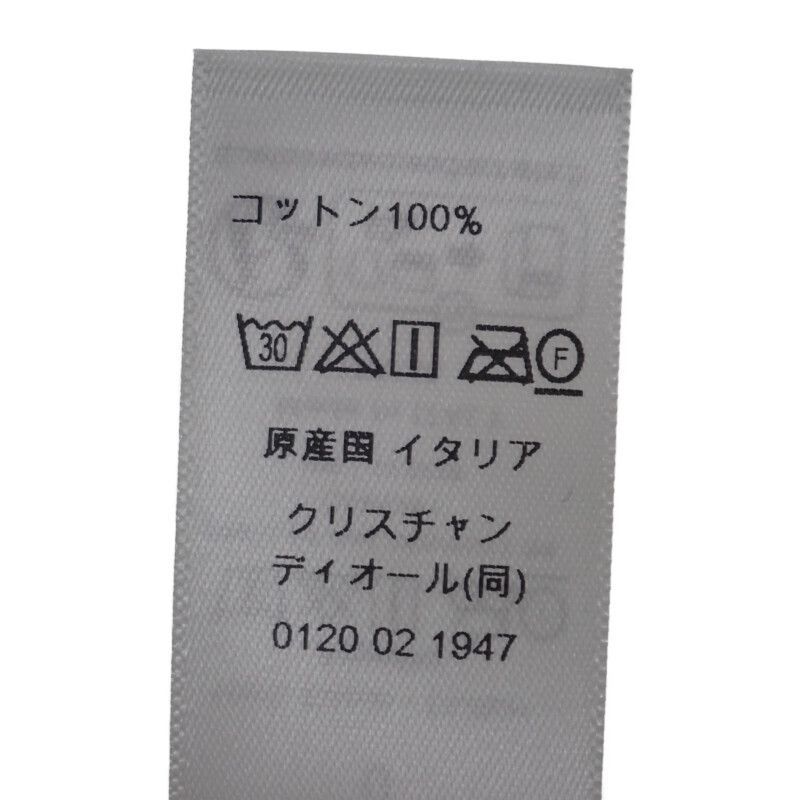 コットン100%
30 F
原産国 イタリア
クリスチャン
ディオール(同)
0120 02 1947